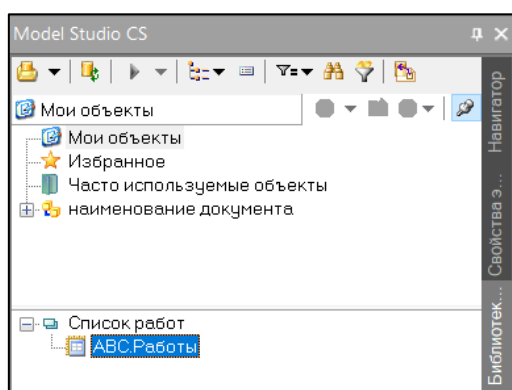 Model Studio CS
Мои объекты
Мои объекты
Избранное
Часто используемые объекты
наименование документа
Список работ
АВС.Работы
Навигатор
Свойства э...
Библиотек...